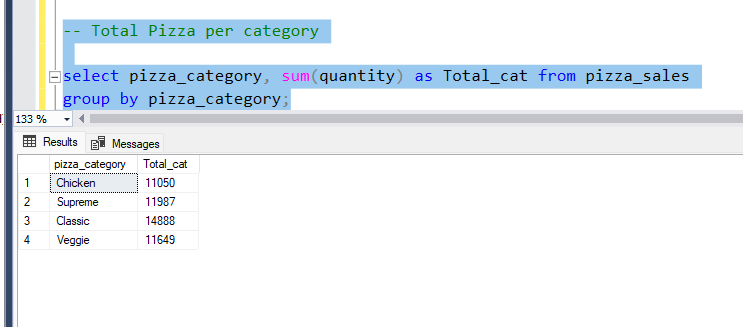 -- Total Pizza per category
select pizza_category, sum(quantity) as Total_cat from pizza_sales
group by pizza_category;
133 %
Results Messages
pizza_category Total_cat
1 Chicken 11050
2 Supreme 11987
3 Classic 14888
4 Veggie 11649